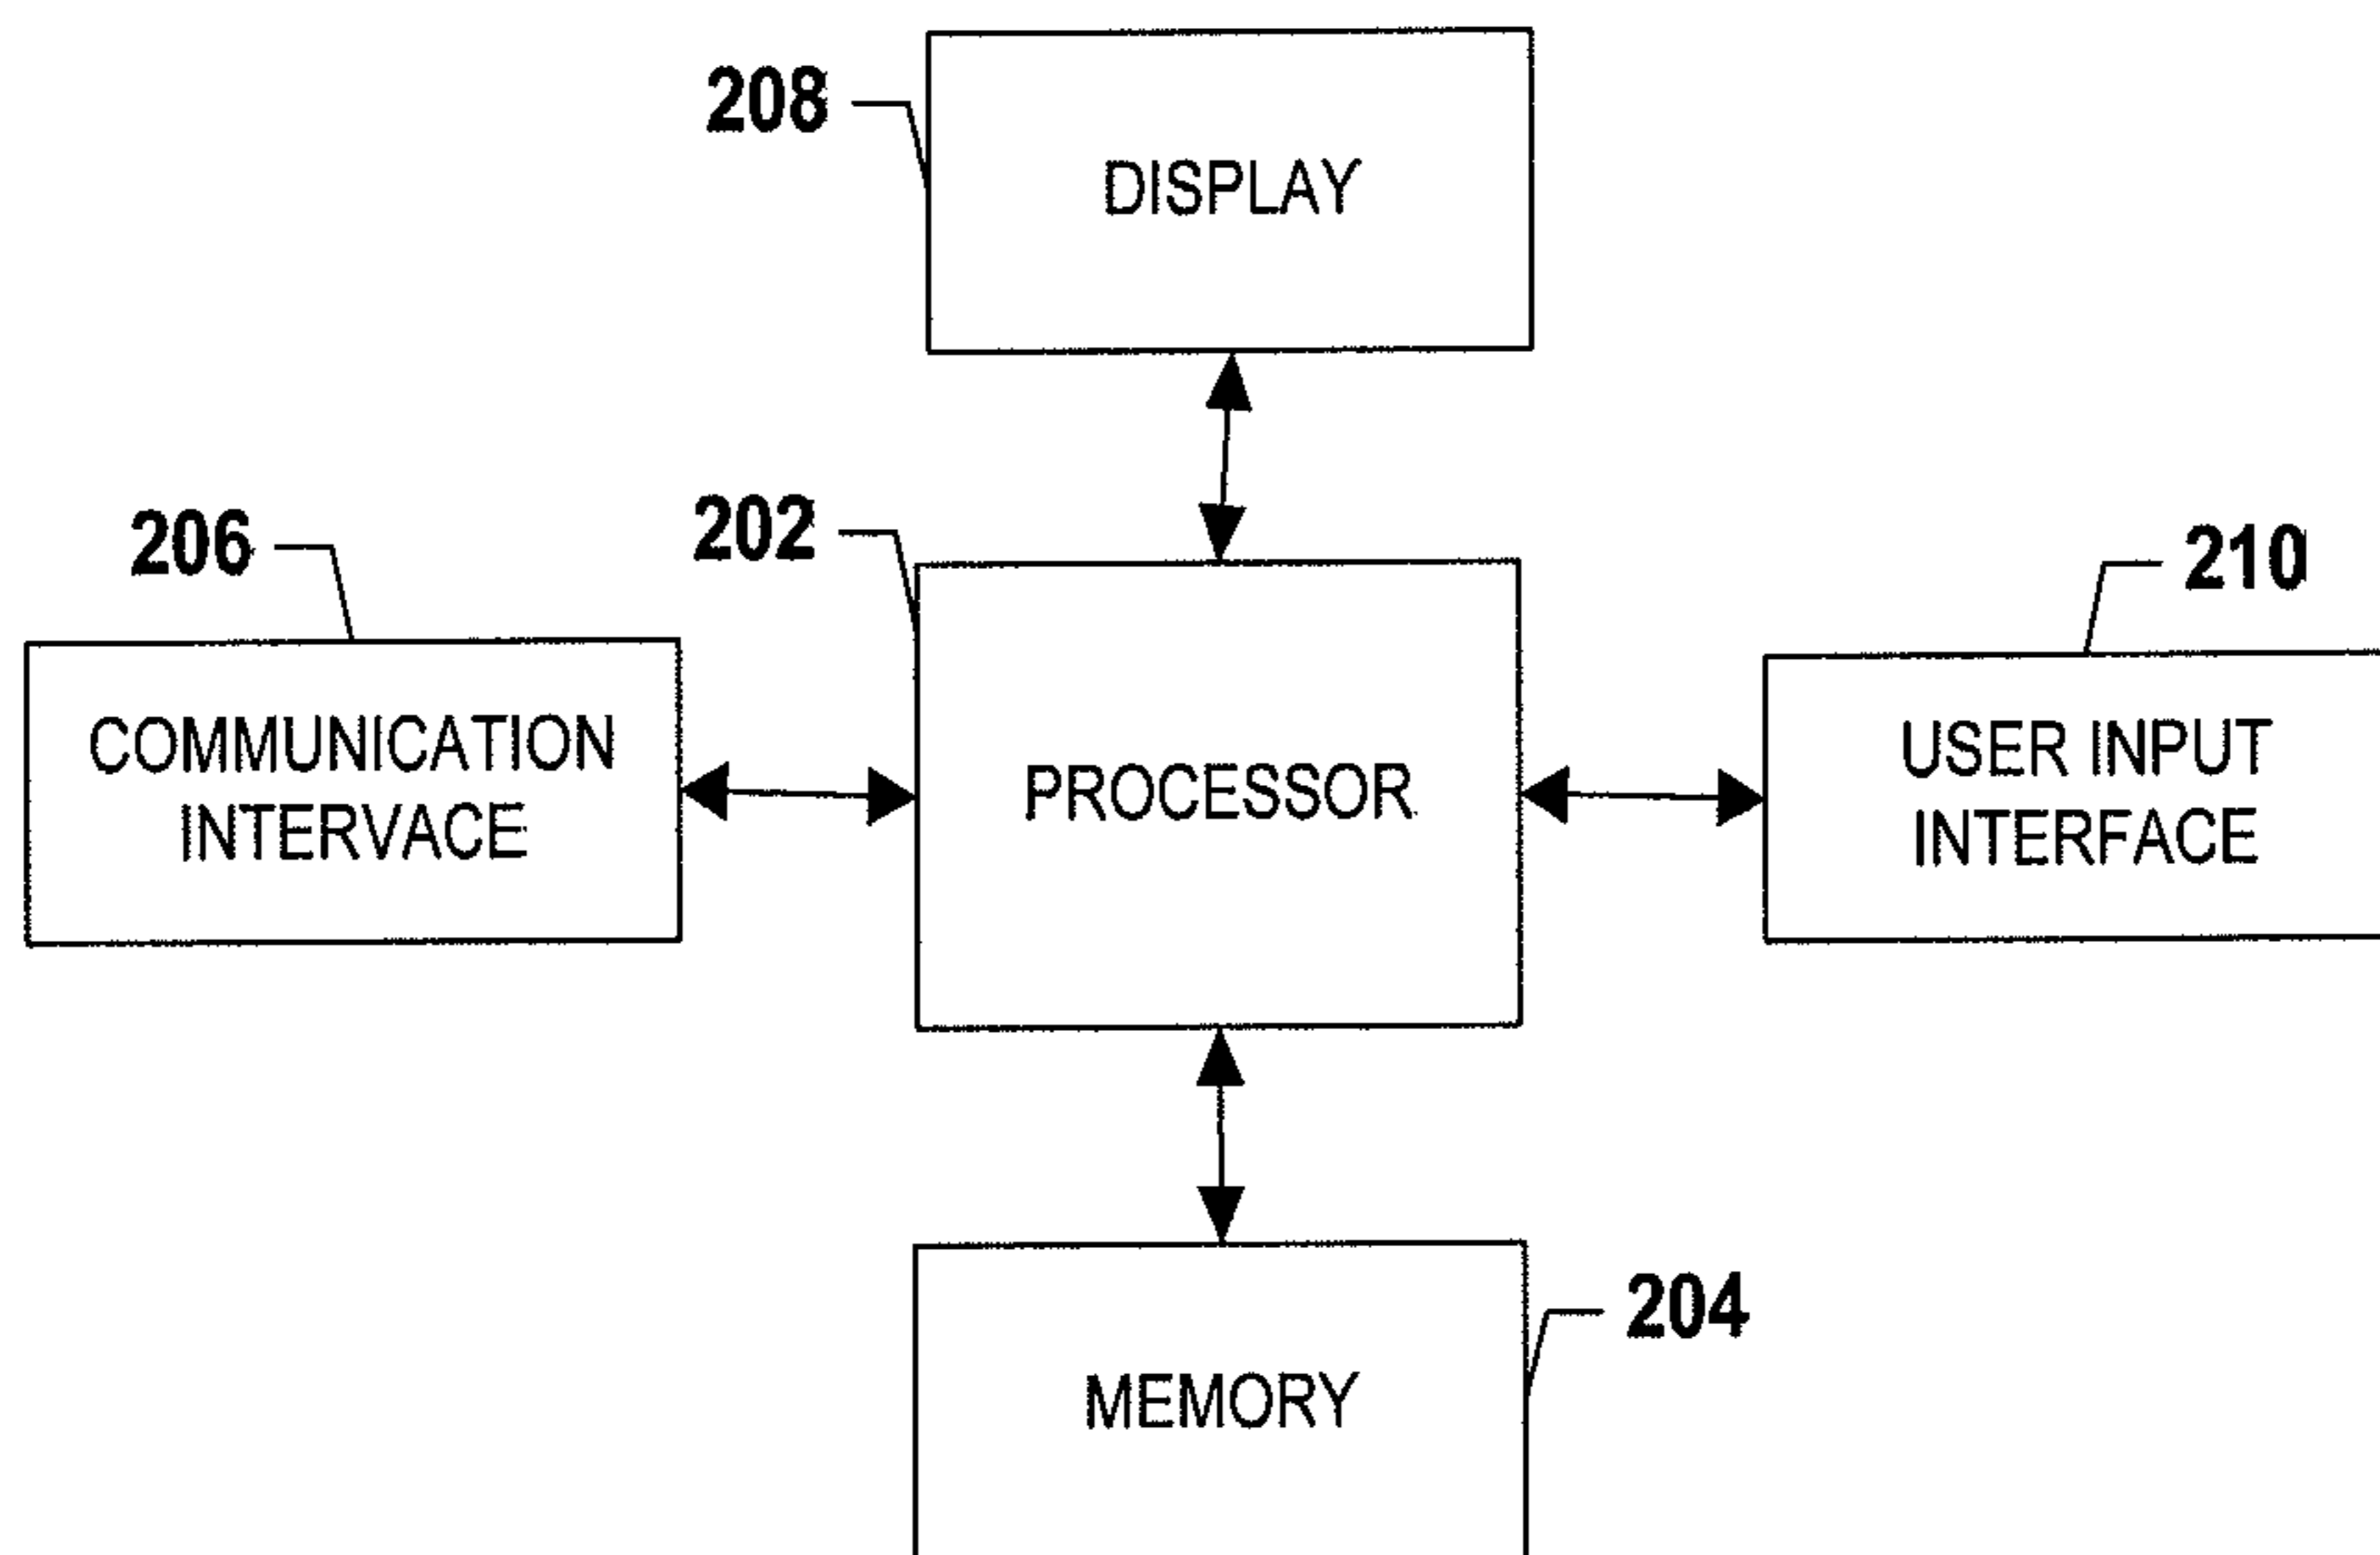 208
DISPLAY
206
202
210
COMMUNICATION
INTERVACE
PROCESSOR
USER INPUT
INTERFACE
204
MEMORY